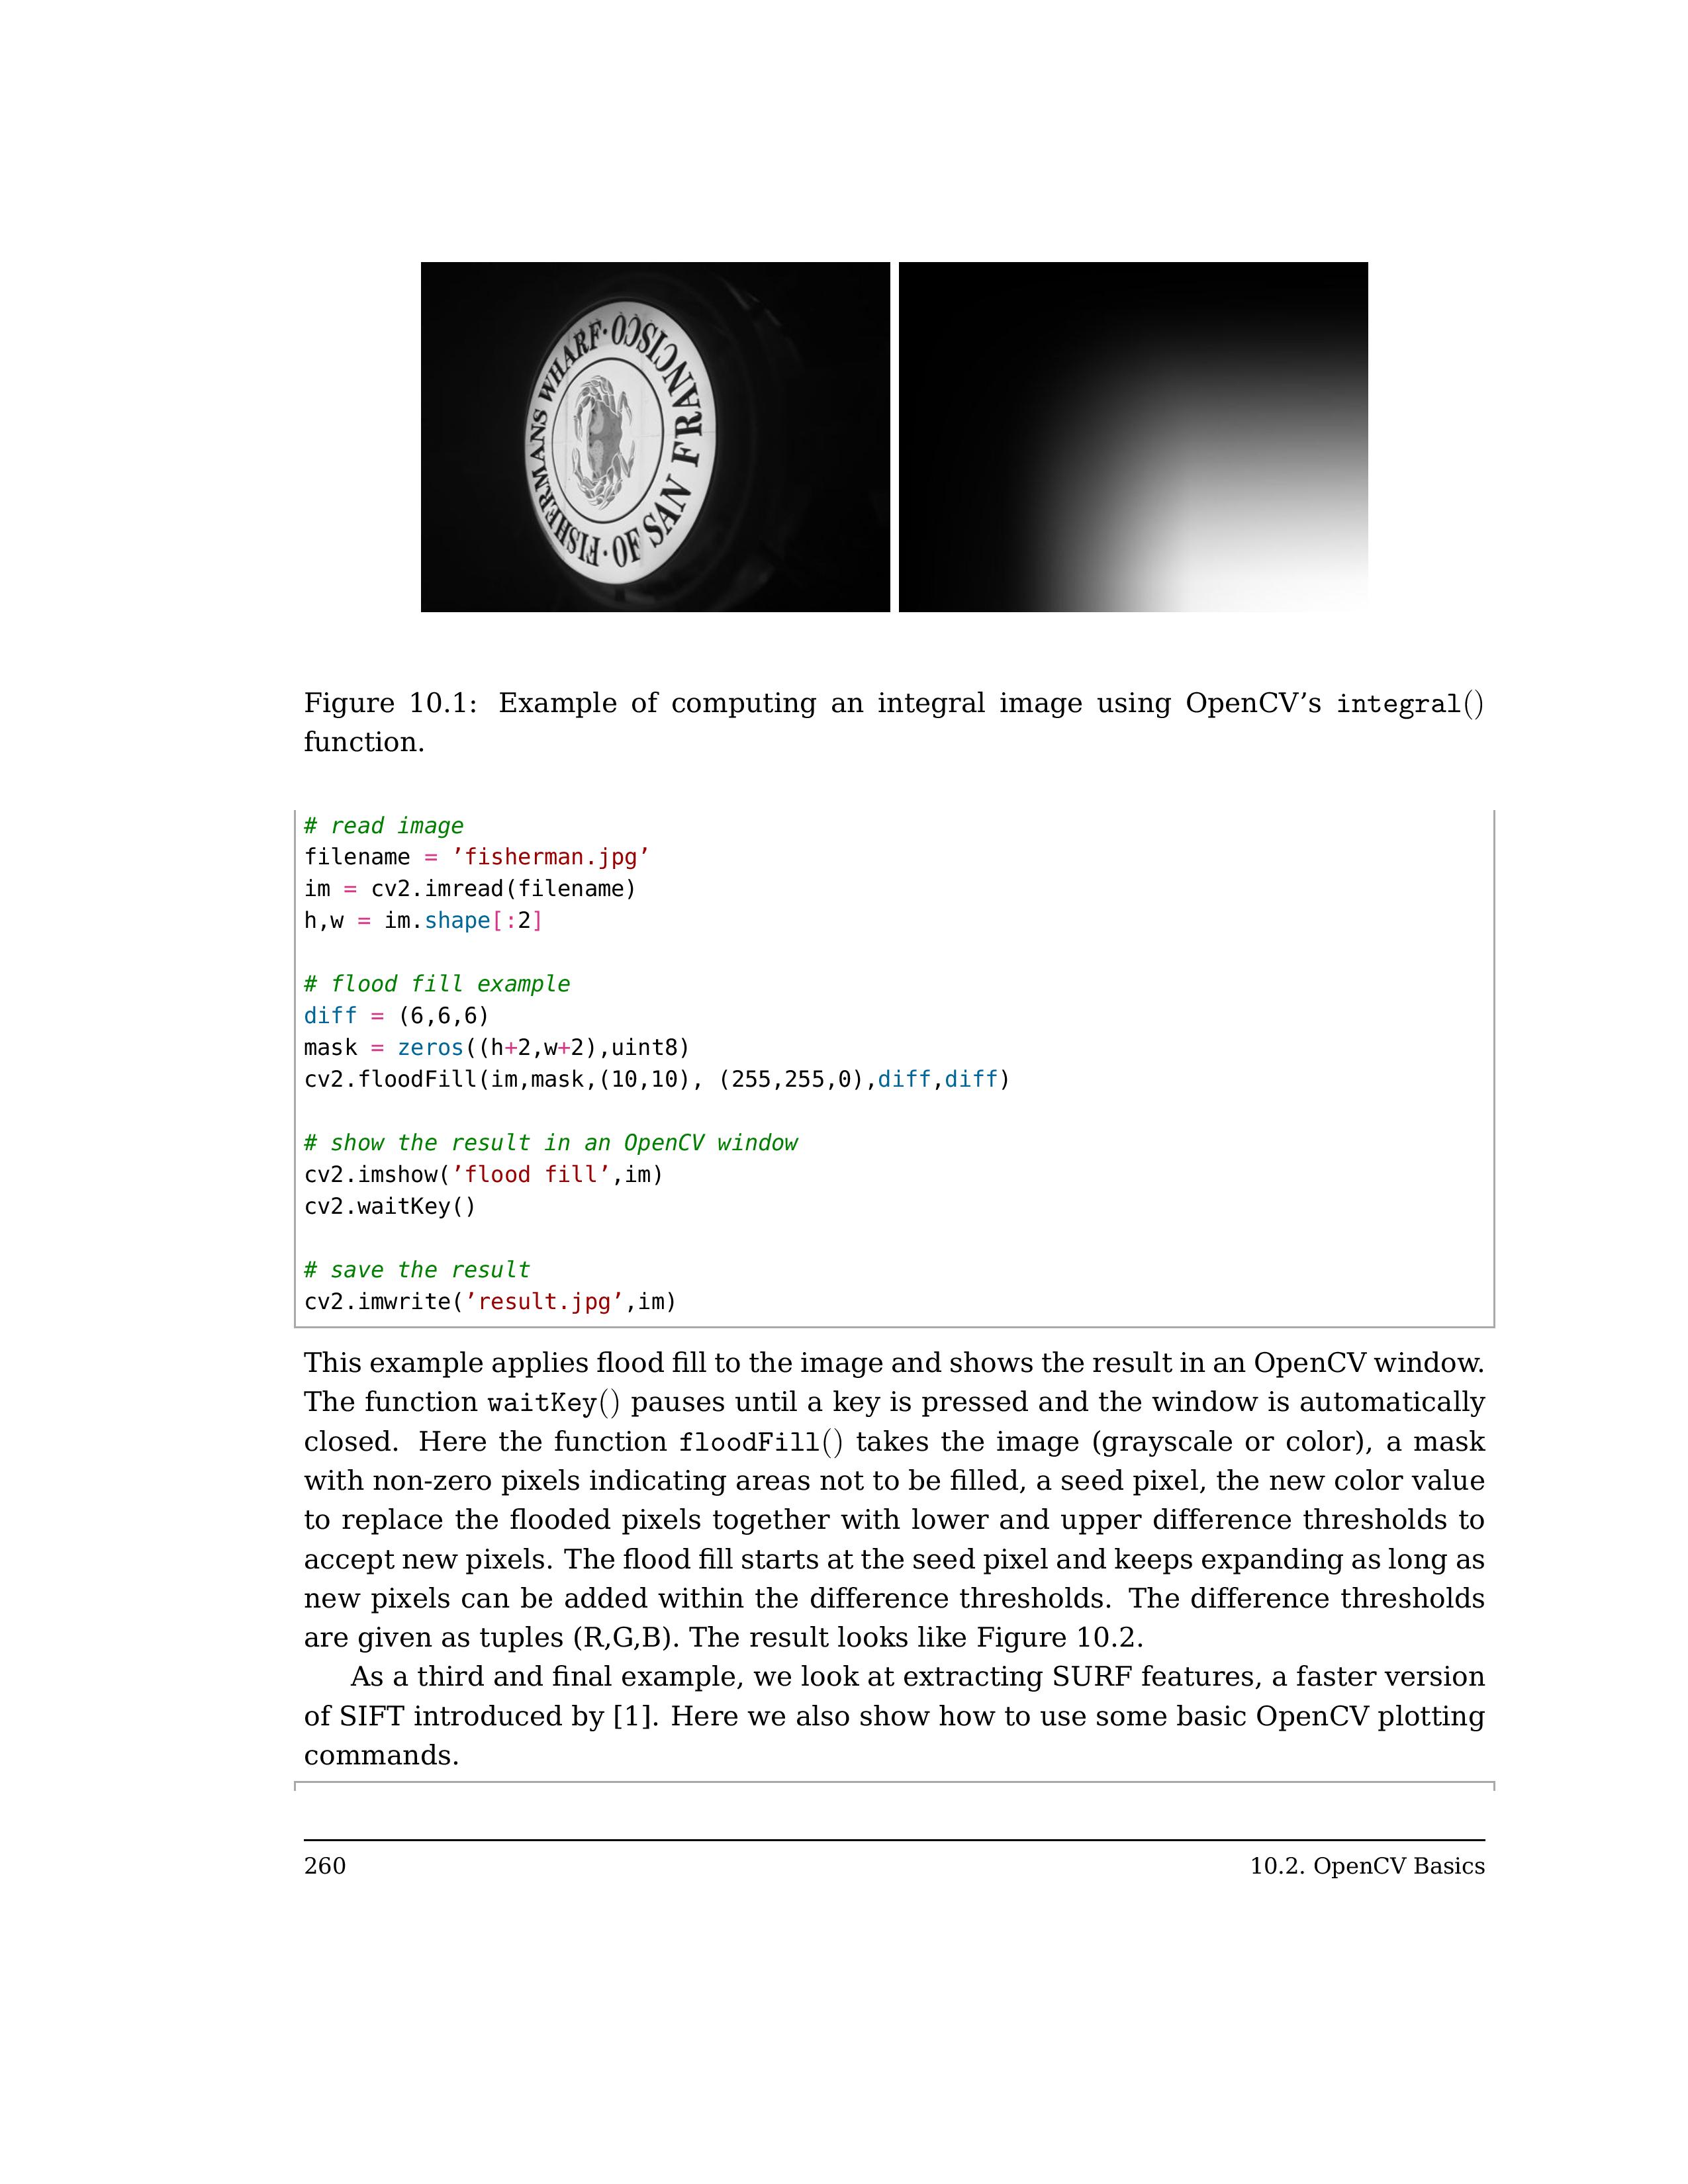 FISHERMANS WHARF · OF SAN FRANCISCO ·
Figure 10.1: Example of computing an integral image using OpenCV’s integral()
function.
# read image
filename = ’fisherman.jpg’
im = cv2.imread(filename)
h,w = im.shape[:2]
# flood fill example
diff = (6,6,6)
mask = zeros((h+2,w+2),uint8)
cv2.floodFill(im,mask,(10,10), (255,255,0),diff,diff)
# show the result in an OpenCV window
cv2.imshow(’flood fill’,im)
cv2.waitKey()
# save the result
cv2.imwrite(’result.jpg’,im)
This example applies flood fill to the image and shows the result in an OpenCV window.
The function waitKey() pauses until a key is pressed and the window is automatically
closed. Here the function floodFill() takes the image (grayscale or color), a mask
with non-zero pixels indicating areas not to be filled, a seed pixel, the new color value
to replace the flooded pixels together with lower and upper difference thresholds to
accept new pixels. The flood fill starts at the seed pixel and keeps expanding as long as
new pixels can be added within the difference thresholds. The difference thresholds
are given as tuples (R,G,B). The result looks like Figure 10.2.
As a third and final example, we look at extracting SURF features, a faster version
of SIFT introduced by [1]. Here we also show how to use some basic OpenCV plotting
commands.
260
10.2. OpenCV Basics